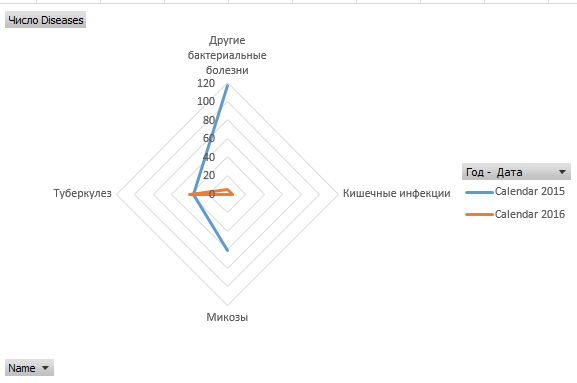 Число Diseases
Другие
бактериальные
болезни
120
100
80
60
40
20
0
Туберкулез
Кишечные инфекции
Микозы
Год - Дата
Calendar 2015
Calendar 2016
Name